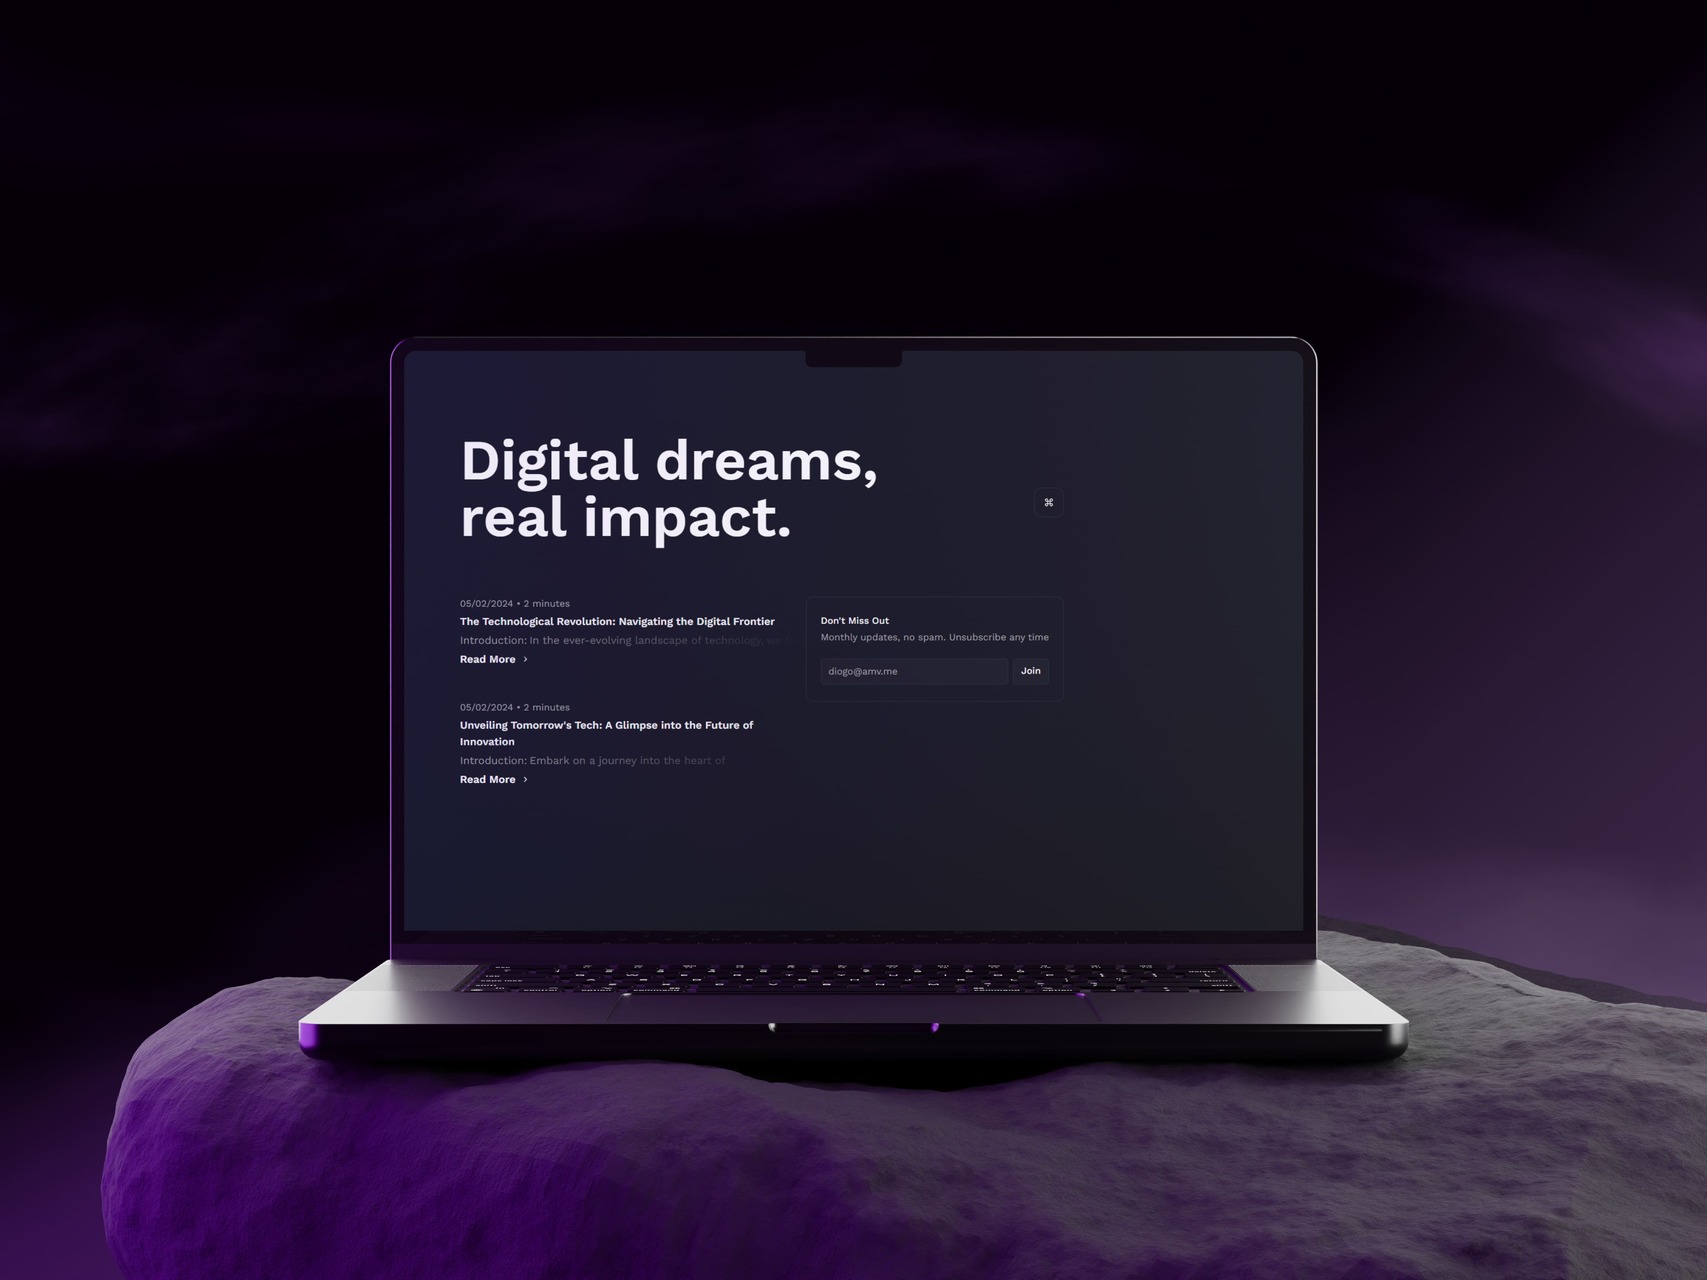 Digital dreams,
real impact.
⌘
05/02/2024 • 2 minutes
The Technological Revolution: Navigating the Digital Frontier
Introduction: In the ever-evolving landscape of technology, we
Read More ›
Don't Miss Out
Monthly updates, no spam. Unsubscribe any time
diogo@amv.me
Join
05/02/2024 • 2 minutes
Unveiling Tomorrow's Tech: A Glimpse into the Future of
Innovation
Introduction: Embark on a journey into the heart of
Read More ›